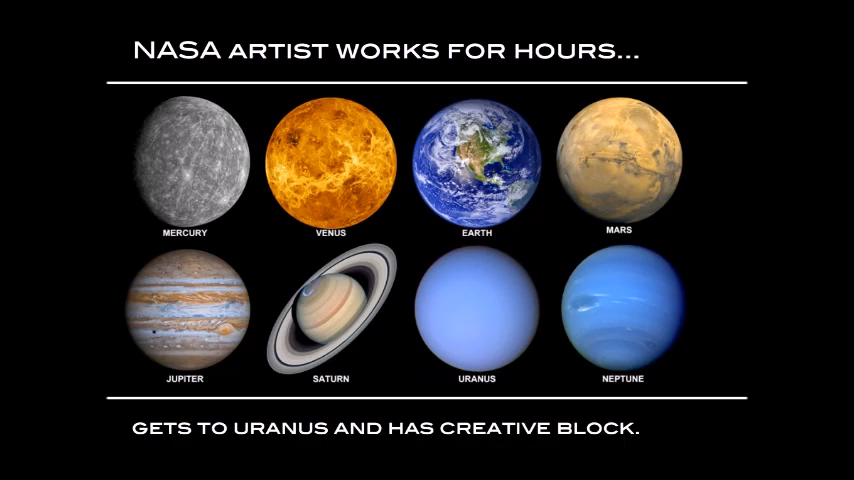 NASA ARTIST WORKS FOR HOURS...
MERCURY VENUS EARTH MARS
JUPITER SATURN URANUS NEPTUNE
GETS TO URANUS AND HAS CREATIVE BLOCK.